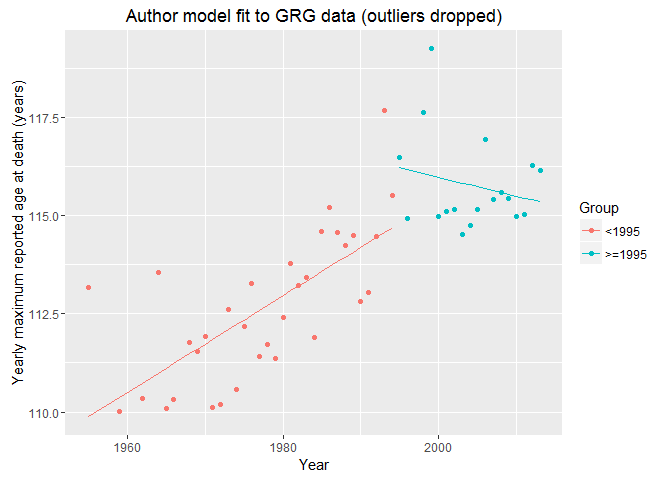 Author model fit to GRG data (outliers dropped)
Yearly maximum reported age at death (years)
117.5
115.0
112.5
110.0
1960
1980
2000
Year
Group
<1995
>=1995